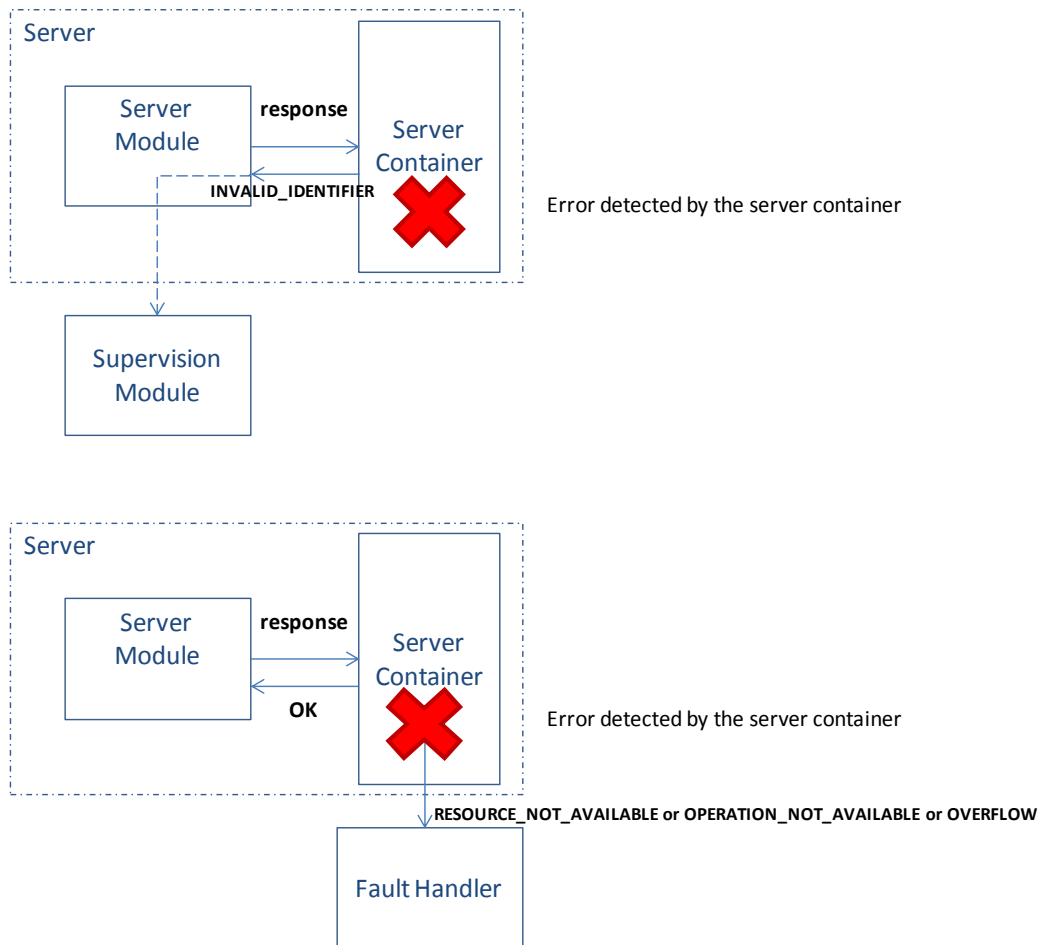 Server
Server
Module
response
Server
Container
INVALID_IDENTIFIER
Error detected by the server container
Supervision
Module
Server
Server
Module
response
Server
Container
OK
Error detected by the server container
RESOURCE_NOT_AVAILABLE or OPERATION_NOT_AVAILABLE or OVERFLOW
Fault Handler